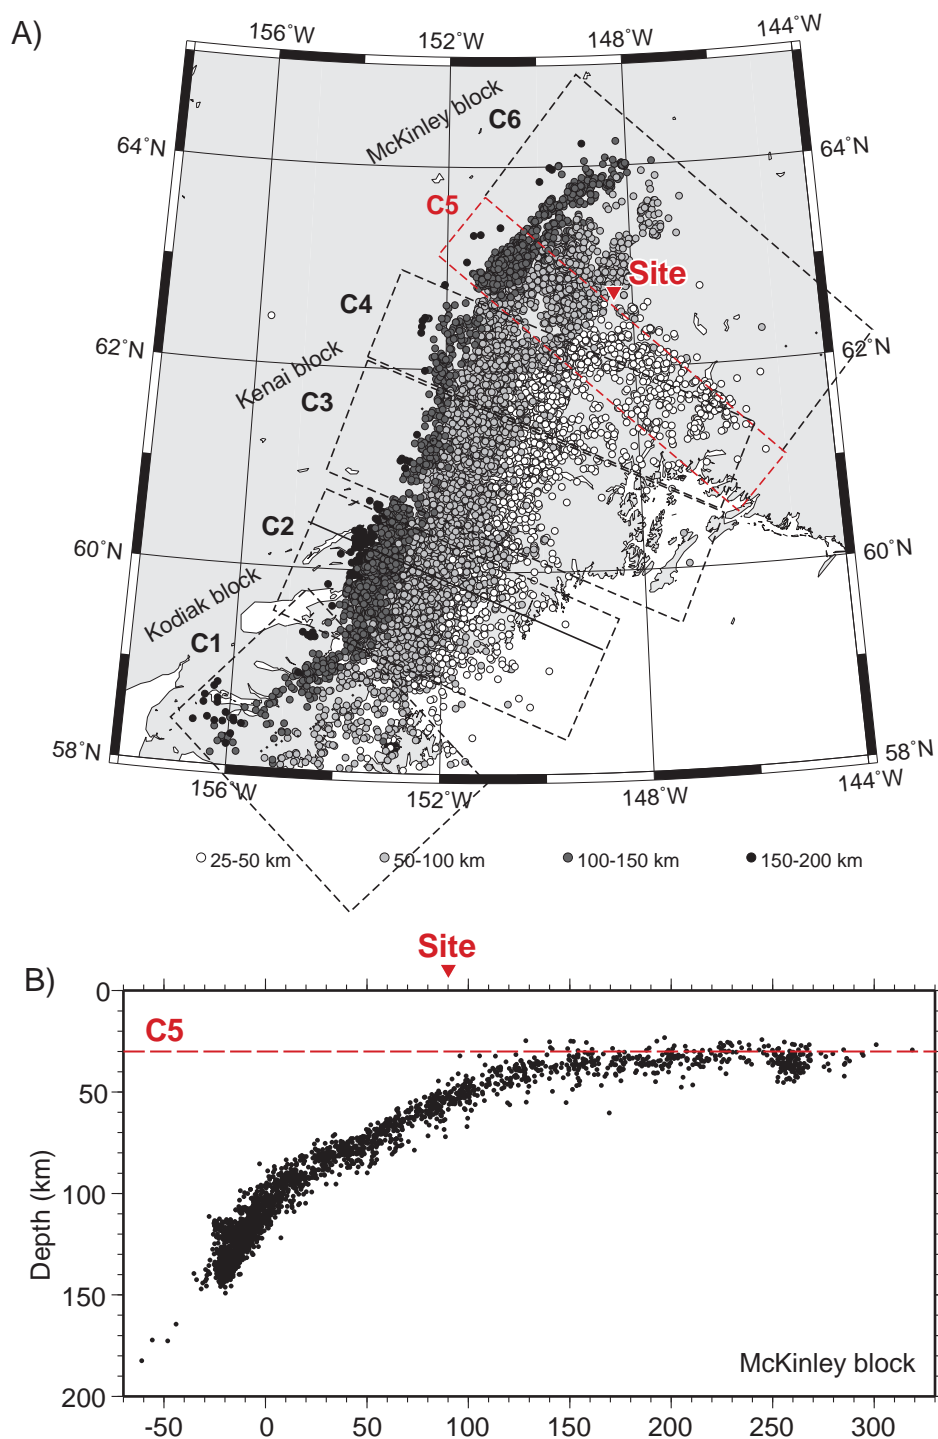 A)
156˚W
152˚W
148˚W
144˚W
McKinley block
C6
64˚N
64˚N
C5
Site
C4
62˚N
62˚N
Kenai block
C3
C2
60˚N
60˚N
Kodiak block
C1
58˚N
58˚N
156˚W
152˚W
148˚W
144˚W
25-50 km
50-100 km
100-150 km
150-200 km
Site
B)
0
C5
50
100
Depth (km)
150
McKinley block
200
-50 0 50 100 150 200 250 300